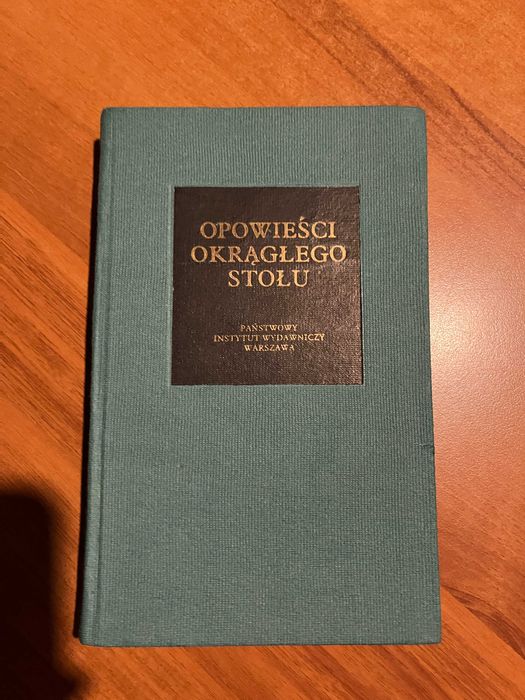 OPOWIEŚCI
OKRĄGŁEGO
STOŁU
PAŃSTWOWY
INSTYTUT WYDAWNICZY
WARSZAWA